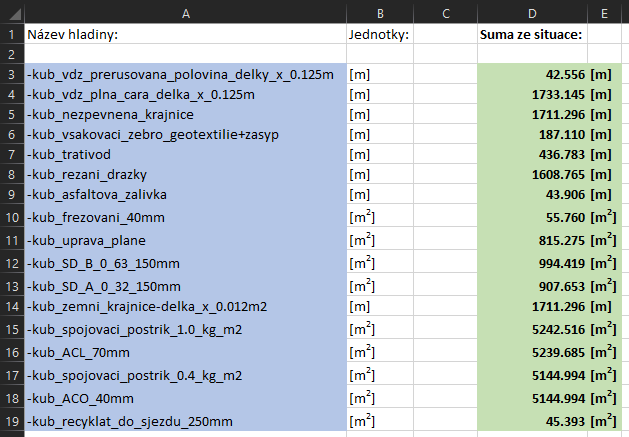 A B C D E
1 Název hladiny: Jednotky: Suma ze situace:
2
3 -kub_vdz_prerusovana_polovina_delky_x_0.125m [m] 42.556 [m]
4 -kub_vdz_plna_cara_delka_x_0.125m [m] 1733.145 [m]
5 -kub_nezpevnena_krajnice [m] 1711.296 [m]
6 -kub_vsakovaci_zebro_geotextilie+zasyp [m] 187.110 [m]
7 -kub_trativod [m] 436.783 [m]
8 -kub_rezani_drazky [m] 1608.765 [m]
9 -kub_asfaltova_zalivka [m] 43.906 [m]
10 -kub_frezovani_40mm [m²] 55.760 [m²]
11 -kub_uprava_plane [m²] 815.275 [m²]
12 -kub_SD_B_0_63_150mm [m²] 994.419 [m²]
13 -kub_SD_A_0_32_150mm [m²] 907.653 [m²]
14 -kub_zemni_krajnice-delka_x_0.012m2 [m] 1711.296 [m]
15 -kub_spojovaci_postrik_1.0_kg_m2 [m²] 5242.516 [m²]
16 -kub_ACL_70mm [m²] 5239.685 [m²]
17 -kub_spojovaci_postrik_0.4_kg_m2 [m²] 5144.994 [m²]
18 -kub_ACO_40mm [m²] 5144.994 [m²]
19 -kub_recyklat_do_sjezdu_250mm [m²] 45.393 [m²]